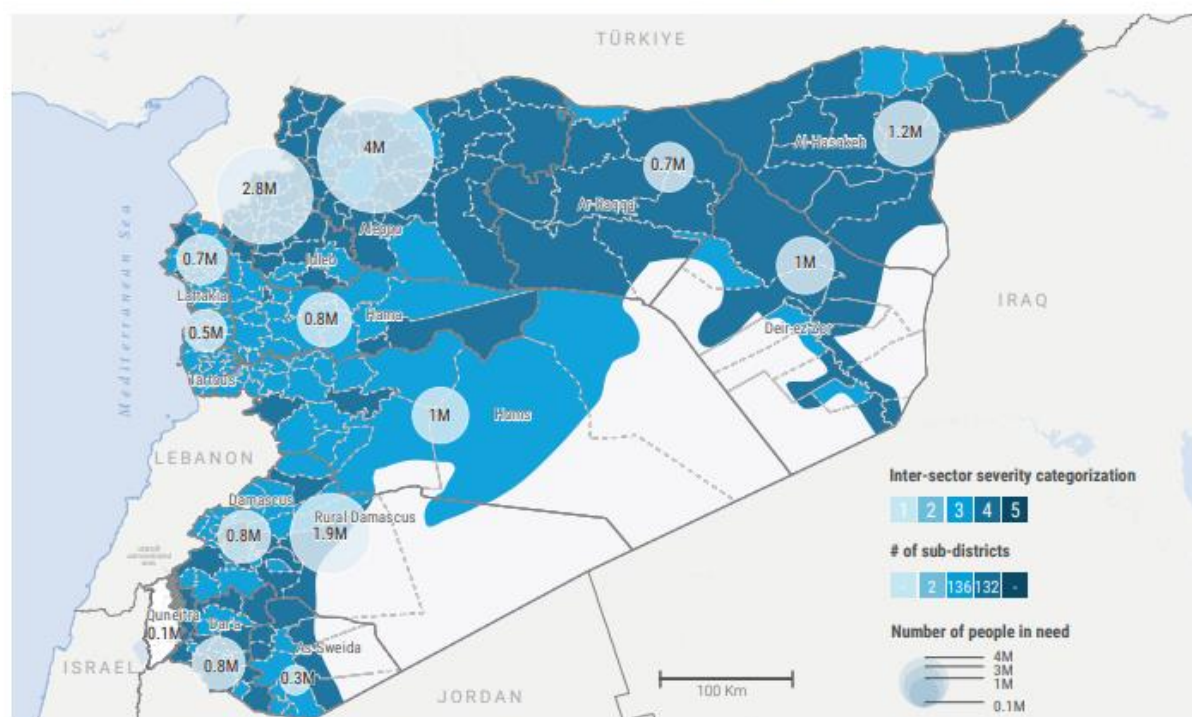 TÜRKİYE
4M
1.2M
Al-Hasakeh
0.7M
2.8M
Ar-Raqqa
Aleppo
Idleb
0.7M
1M
Mediterranean Sea
IRAQ
Lattakia
0.8M
Hama
0.5M
Deir-ez-Zor
Tartous
1M
Homs
LEBANON
Inter-sector severity categorization
1 2 3 4 5
Damascus
Rural Damascus
0.8M
1.9M
# of sub-districts
- 2 136 132 -
Quneitra
0.1M
Dar'a
As-Sweida
Number of people in need
4M
3M
1M
0.1M
0.8M
0.3M
ISRAEL
100 Km
JORDAN